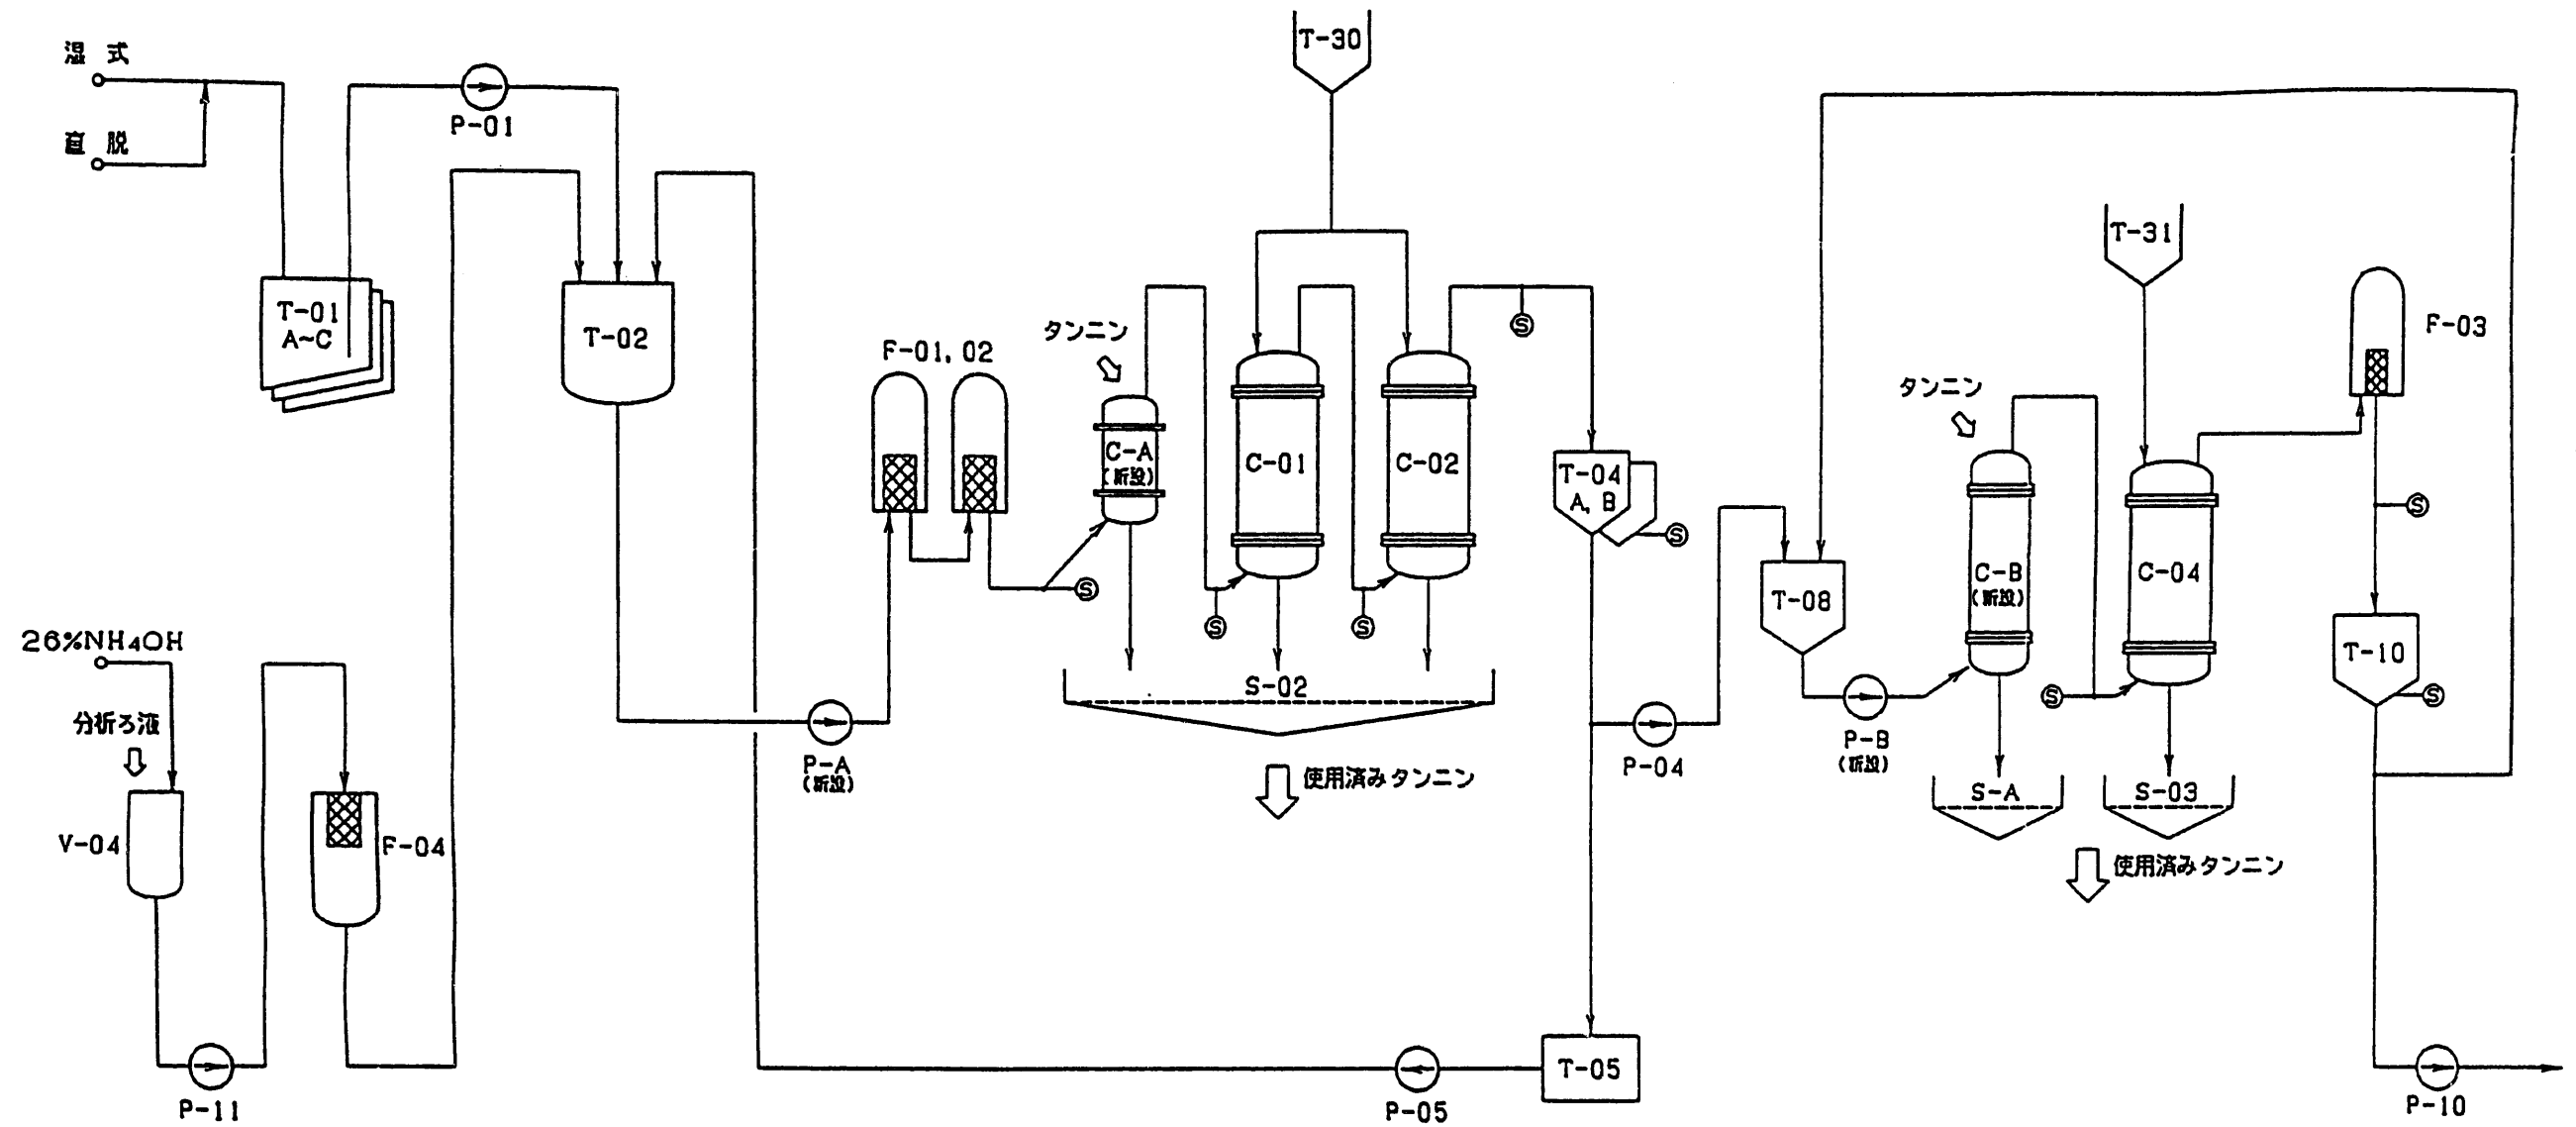 湿 式
直 脱
P-01
T-01
A~C
T-02
26%NH₄OH
分析ろ液
V-04
P-11
F-04
P-A
(新設)
F-01, 02
タンニン
C-A
(新設)
T-30
C-01
C-02
S
S
S
S
S-02
使用済みタンニン
T-04
A, B
S
P-04
T-05
P-05
T-08
P-B
(新設)
タンニン
C-B
(新設)
S
S-A
T-31
C-04
S-03
使用済みタンニン
F-03
S
T-10
S
P-10